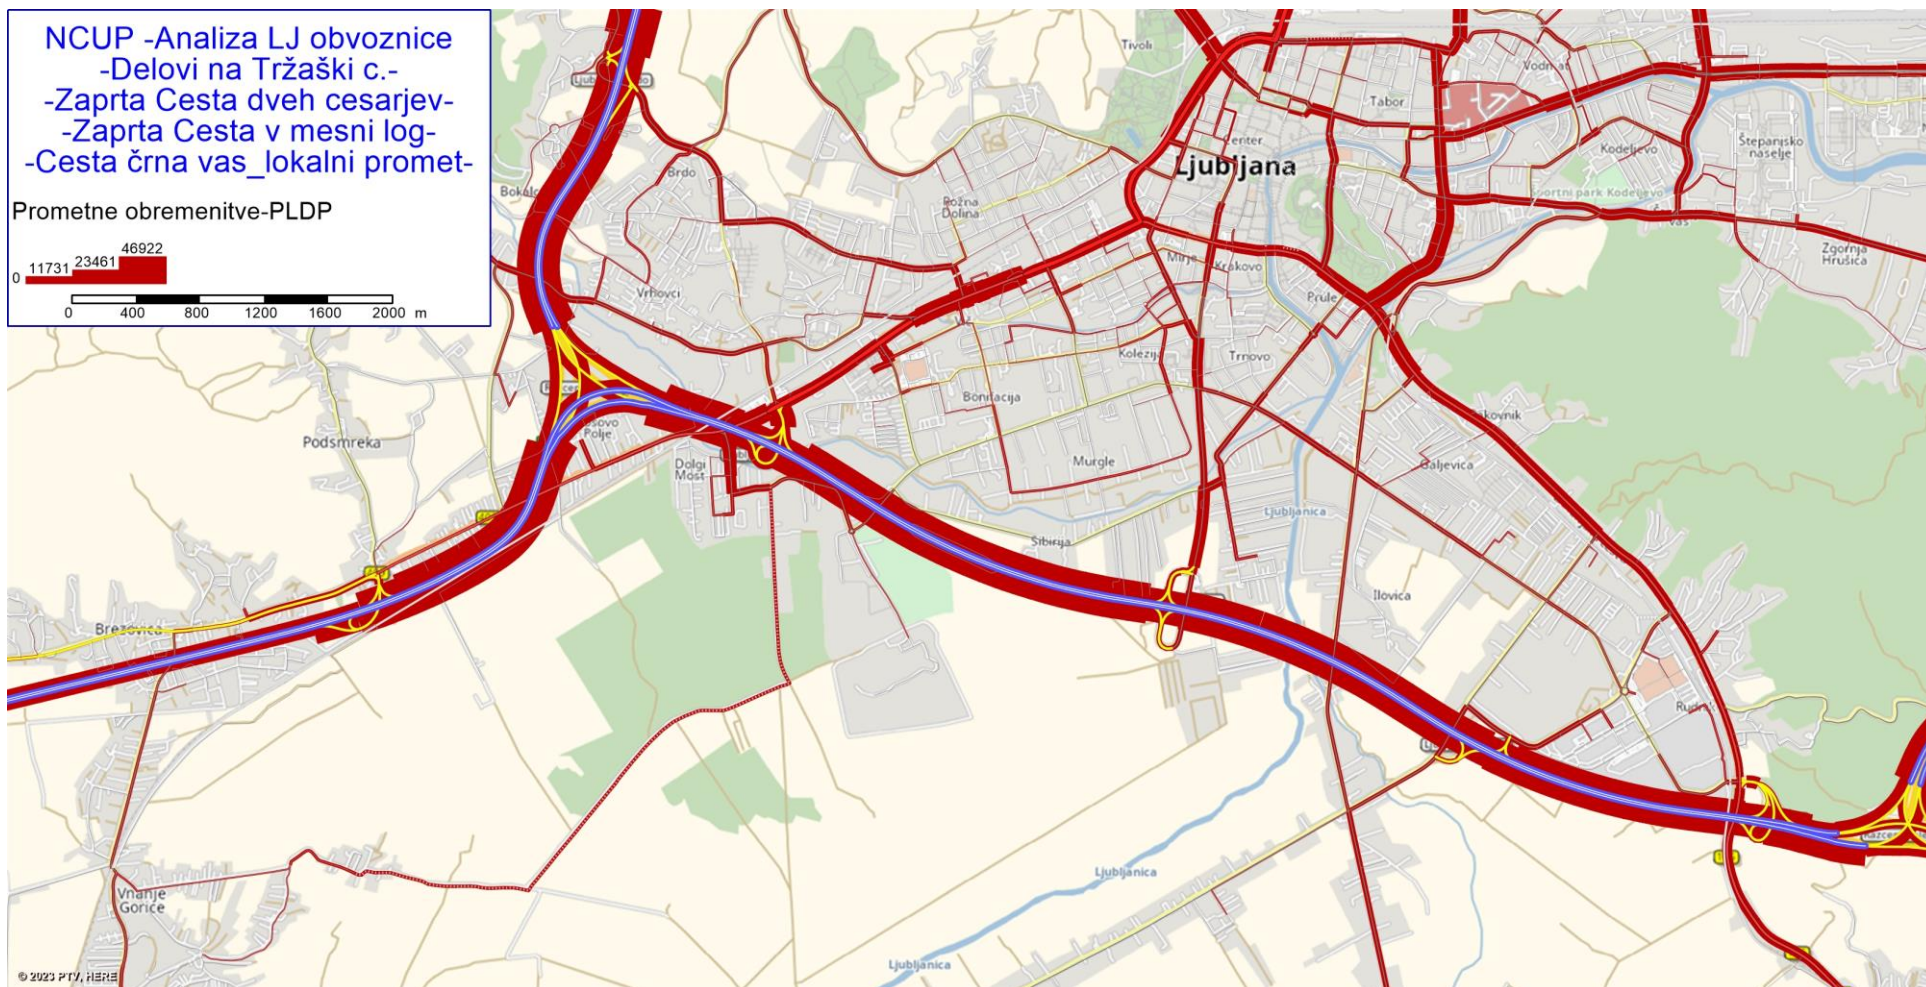 NCUP -Analiza LJ obvoznice
-Delovi na Tržaški c.-
-Zaprta Cesta dveh cesarjev-
-Zaprta Cesta v mesni log-
-Cesta črna vas_lokalni promet-
Prometne obremenitve-PLDP
0 11731 23461 46922
0 400 800 1200 1600 2000 m
Tivoli
Tabor
Center
Ljubljana
Kodeljevo
Štepanjsko
naselje
Brdo
Rožna
Dolina
Mirje
Krakovo
Zgornja
Hrušica
Vrhovci
Prule
Kolezija
Trnovo
Bonifacija
Podsmreka
Dolgi
Most
Murgle
Galjevica
Ljubljanica
Sibirija
Ilovica
Brezovica
Rudnik
Vnanje
Gorice
Ljubljanica
Ljubljanica
© 2023 PTV, HERE